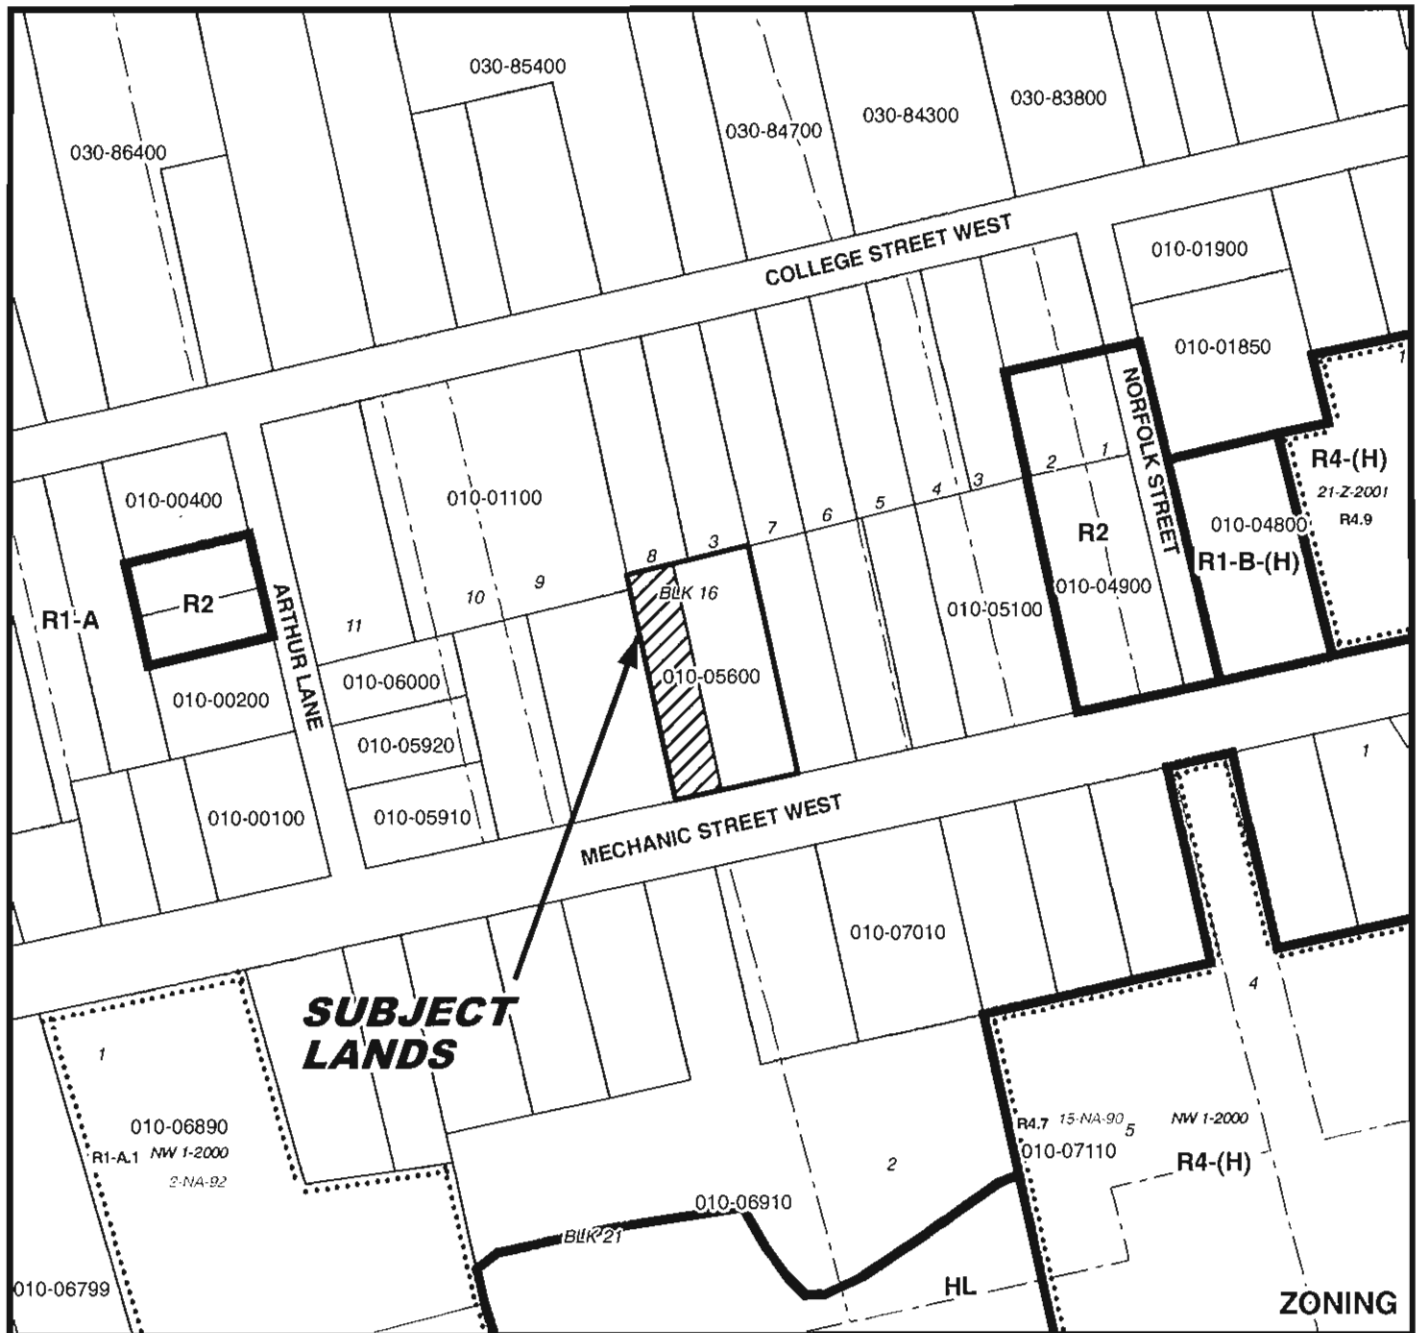 030-85400
030-83800
030-84300
030-84700
030-86400
COLLEGE STREET WEST
010-01900
010-01850
1
NORFOLK STREET
R4-(H)
21-Z-2001
R4.9
010-04800
R1-B-(H)
2
1
R2
010-04900
010-00400
010-01100
R2
R1-A
ARTHUR LANE
11
10
9
8
3
7
6
5
4
3
BLK 16
010-05100
010-05600
010-06000
010-00200
010-05920
010-00100
010-05910
MECHANIC STREET WEST
1
010-07010
4
SUBJECT
LANDS
1
010-06890
R1-A.1 NW 1-2000
2-NA-92
R4.7 15-NA-90
5
NW 1-2000
010-07110
R4-(H)
2
010-06910
BLK 21
010-06799
HL
ZONING